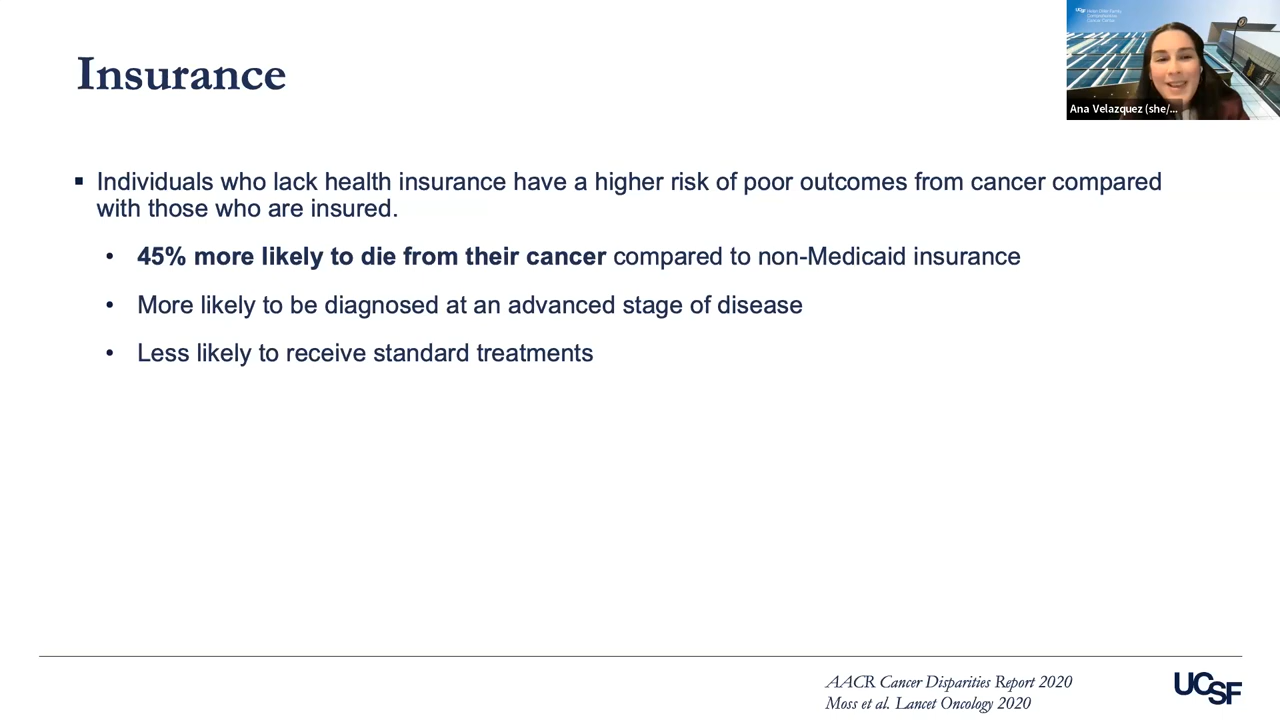 Insurance
Ana Velazquez (she/...
▪ Individuals who lack health insurance have a higher risk of poor outcomes from cancer compared
with those who are insured.
• 45% more likely to die from their cancer compared to non-Medicaid insurance
• More likely to be diagnosed at an advanced stage of disease
• Less likely to receive standard treatments
AACR Cancer Disparities Report 2020
Moss et al. Lancet Oncology 2020
UCSF